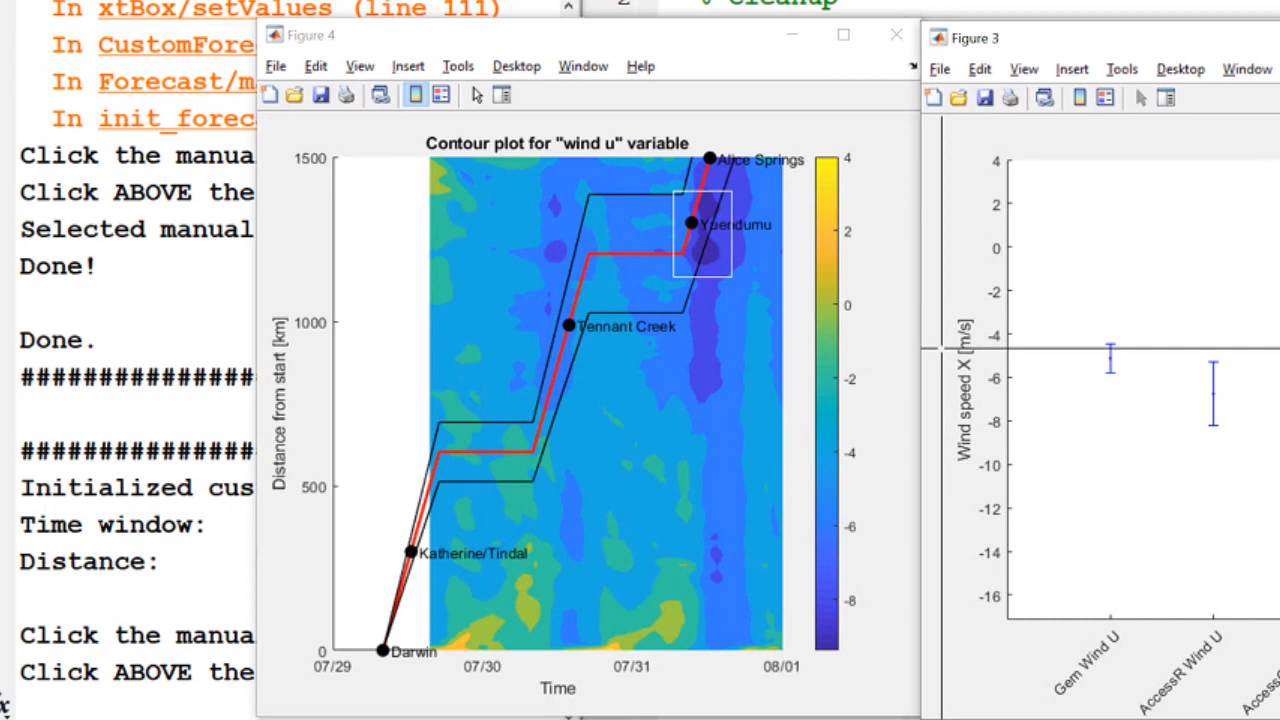 In xtBox/setValues (line 111)
In CustomFore
In Forecast/m
In init_forec
Click the manua
Click ABOVE the
Selected manual
Done!
Done.
###############
###############
Initialized cus
Time window:
Distance:
Click the manua
Click ABOVE the
2
% Cleanup
Figure 4
File Edit View Insert Tools Desktop Window Help
Contour plot for "wind u" variable
1500
1000
500
0
Distance from start [km]
Alice Springs
Yuendumu
Tennant Creek
Katherine/Tindal
Darwin
07/29 07/30 07/31 08/01
Time
4
2
0
-2
-4
-6
-8
Figure 3
File Edit View Insert Tools Desktop Window
4
2
0
-2
-4
-6
-8
-10
-12
-14
-16
Wind speed X [m/s]
Gem Wind U
AccessR Wind U